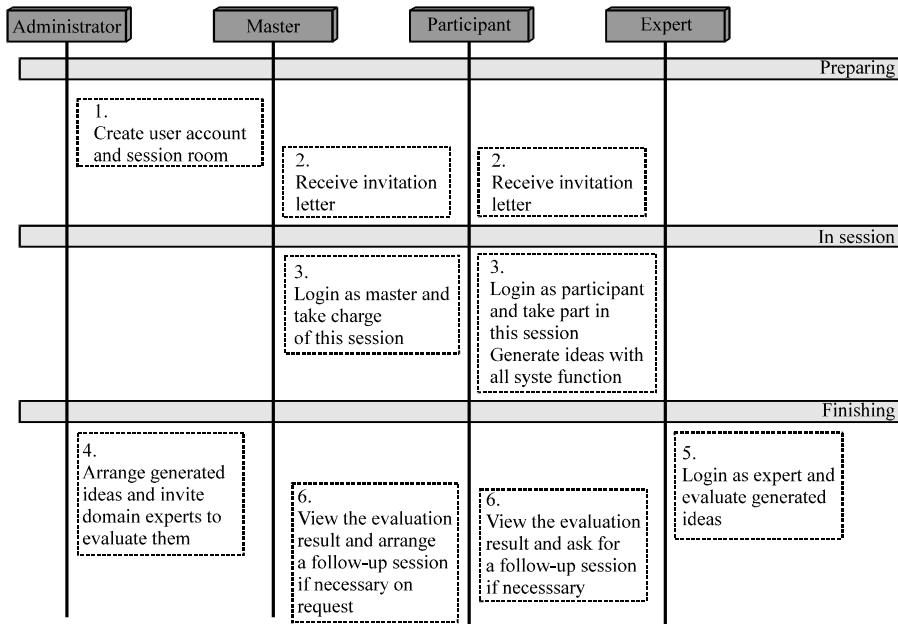 Administrator
Master
Participant
Expert
Preparing
1.
Create user account
and session room
2.
Receive invitation
letter
2.
Receive invitation
letter
In session
3.
Login as master and
take charge
of this session
3.
Login as participant
and take part in
this session
Generate ideas with
all syste function
Finishing
4.
Arrange generated
ideas and invite
domain experts to
evaluate them
5.
Login as expert and
evaluate generated
ideas
6.
View the evaluation
result and arrange
a follow-up session
if necessary on
request
6.
View the evaluation
result and ask for
a follow-up session
if necesssary